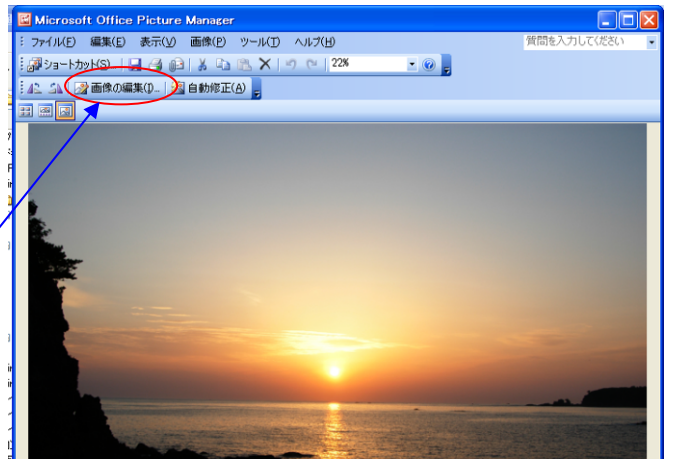 Microsoft Office Picture Manager
ファイル(F) 編集(E) 表示(V) 画像(P) ツール(T) ヘルプ(H) 質問を入力してください
ショートカット(S)... 22%
画像の編集(I)... 自動修正(A)